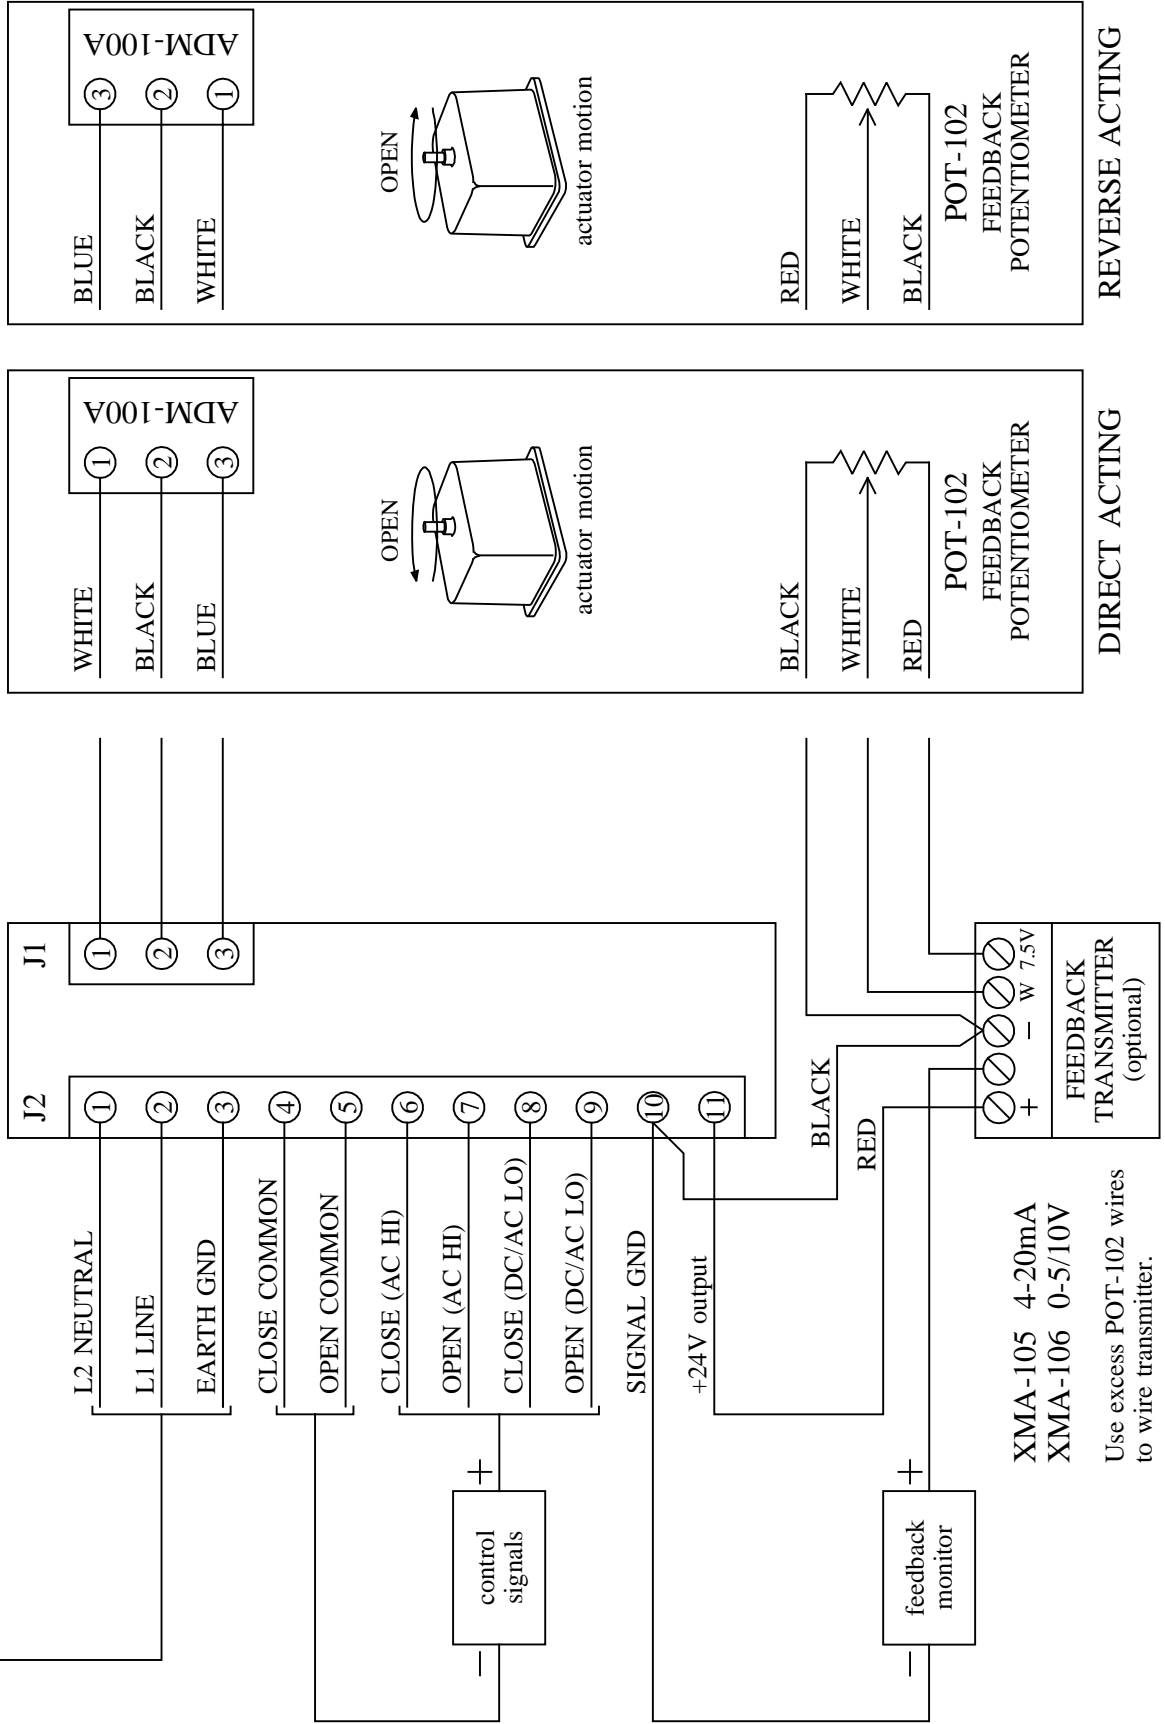 J2
1
2
3
4
5
6
7
8
9
10
11
L2 NEUTRAL
L1 LINE
EARTH GND
CLOSE COMMON
OPEN COMMON
CLOSE (AC HI)
OPEN (AC HI)
CLOSE (DC/AC LO)
OPEN (DC/AC LO)
SIGNAL GND
+24V output
+
control
signals
−
+
feedback
monitor
−
J1
1
2
3
BLACK
RED
+
−
W
7.5V
FEEDBACK
TRANSMITTER
(optional)
XMA-105 4-20mA
XMA-106 0-5/10V
Use excess POT-102 wires
to wire transmitter.
WHITE
BLACK
BLUE
1
2
3
ADM-100A
OPEN
actuator motion
BLACK
WHITE
RED
POT-102
FEEDBACK
POTENTIOMETER
DIRECT ACTING
BLUE
BLACK
WHITE
3
2
1
ADM-100A
OPEN
actuator motion
RED
WHITE
BLACK
POT-102
FEEDBACK
POTENTIOMETER
REVERSE ACTING